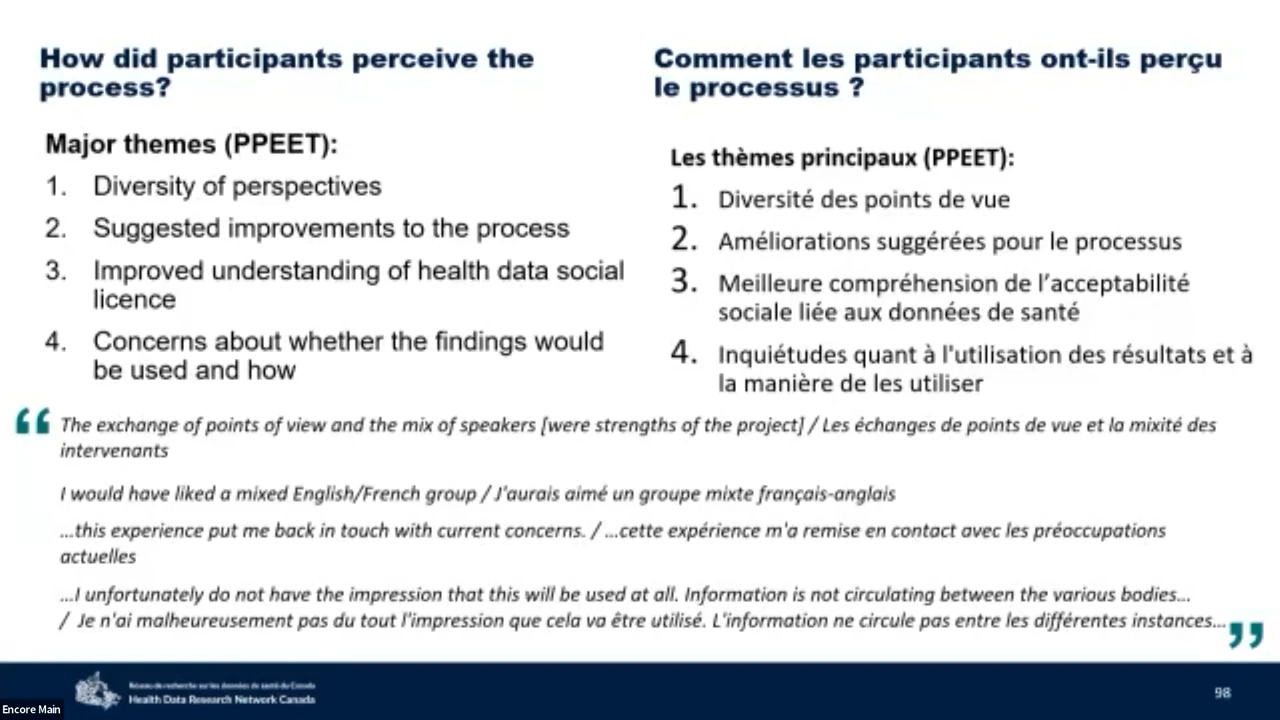 How did participants perceive the
process?
Major themes (PPEET):
1. Diversity of perspectives
2. Suggested improvements to the process
3. Improved understanding of health data social
licence
4. Concerns about whether the findings would
be used and how
Comment les participants ont-ils perçu
le processus ?
Les thèmes principaux (PPEET):
1. Diversité des points de vue
2. Améliorations suggérées pour le processus
3. Meilleure compréhension de l’acceptabilité
sociale liée aux données de santé
4. Inquiétudes quant à l'utilisation des résultats et à
la manière de les utiliser
“ The exchange of points of view and the mix of speakers [were strengths of the project] / Les échanges de points de vue et la mixité des
intervenants
I would have liked a mixed English/French group / J'aurais aimé un groupe mixte français-anglais
...this experience put me back in touch with current concerns. / ...cette expérience m'a remise en contact avec les préoccupations
actuelles
...I unfortunately do not have the impression that this will be used at all. Information is not circulating between the various bodies...
/ Je n'ai malheureusement pas du tout l'impression que cela va être utilisé. L'information ne circule pas entre les différentes instances... ”
Réseau de recherche sur les données de santé du Canada
Health Data Research Network Canada
98
Encore Main